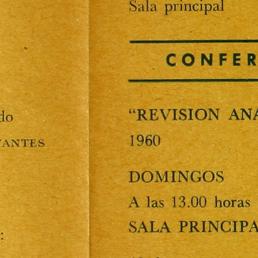 do
ANTES
:
Sala principal
CONFER
“REVISION ANA
1960
DOMINGOS
A las 13.00 horas
SALA PRINCIPA